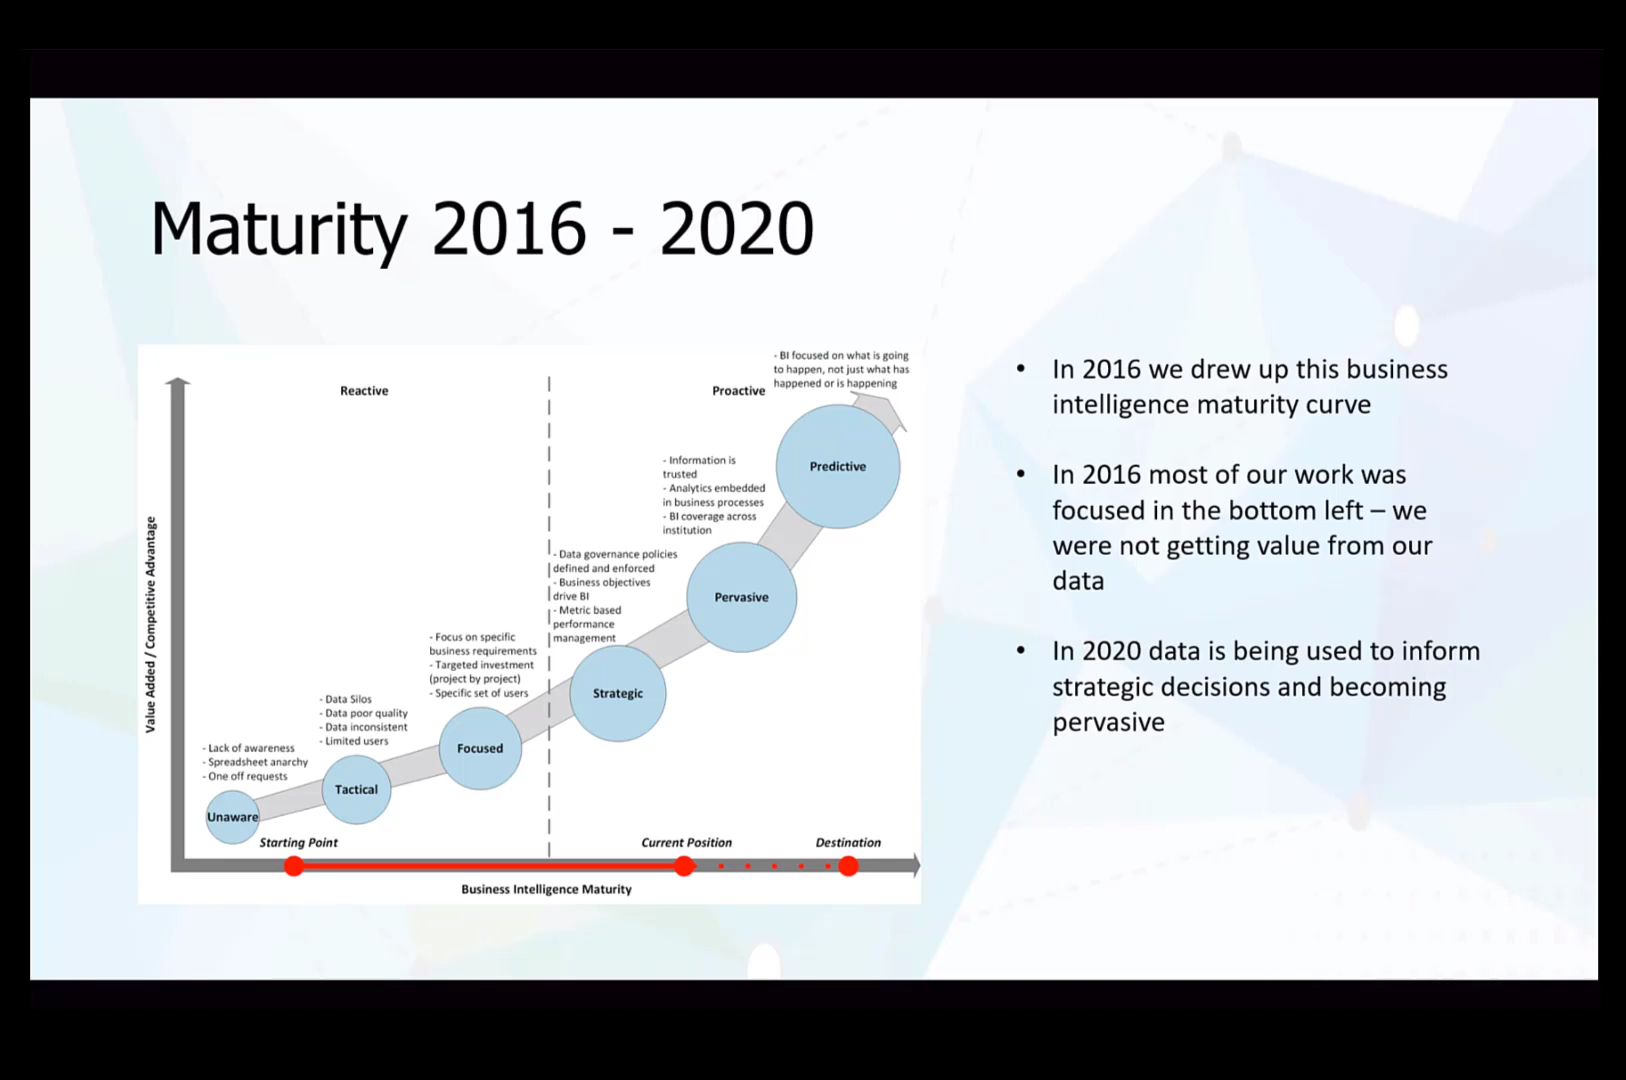 Maturity 2016 - 2020
Reactive
Proactive
- BI focused on what is going
to happen, not just what has
happened or is happening
Predictive
- Information is
trusted
- Analytics embedded
in business processes
- BI coverage across
institution
Pervasive
- Data governance policies
defined and enforced
- Business objectives
drive BI
- Metric based
performance
management
Strategic
- Focus on specific
business requirements
- Targeted investment
(project by project)
- Specific set of users
Focused
- Data Silos
- Data poor quality
- Data inconsistent
- Limited users
Tactical
- Lack of awareness
- Spreadsheet anarchy
- One off requests
Unaware
Value Added / Competitive Advantage
Starting Point
Current Position
Destination
Business Intelligence Maturity
• In 2016 we drew up this business
intelligence maturity curve
• In 2016 most of our work was
focused in the bottom left – we
were not getting value from our
data
• In 2020 data is being used to inform
strategic decisions and becoming
pervasive